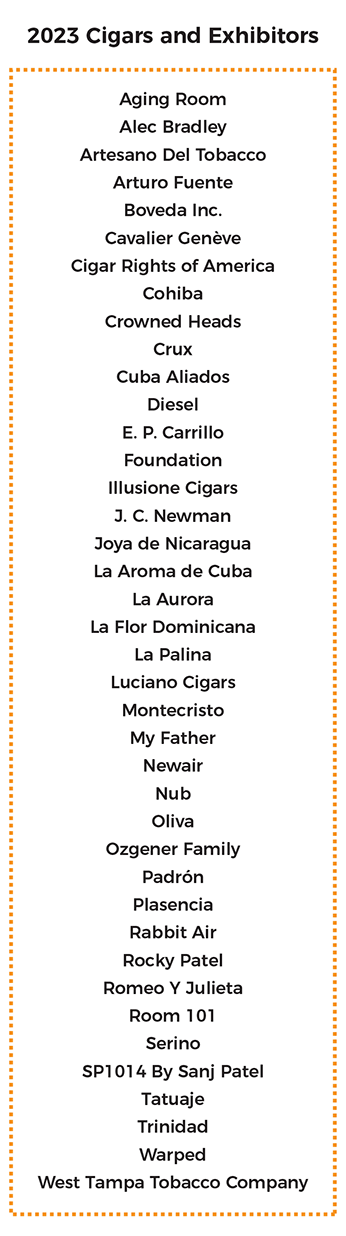 2023 Cigars and Exhibitors
Aging Room
Alec Bradley
Artesano Del Tobacco
Arturo Fuente
Boveda Inc.
Cavalier Genève
Cigar Rights of America
Cohiba
Crowned Heads
Crux
Cuba Aliados
Diesel
E. P. Carrillo
Foundation
Illusione Cigars
J. C. Newman
Joya de Nicaragua
La Aroma de Cuba
La Aurora
La Flor Dominicana
La Palina
Luciano Cigars
Montecristo
My Father
Newair
Nub
Oliva
Ozgener Family
Padrón
Plasencia
Rabbit Air
Rocky Patel
Romeo Y Julieta
Room 101
Serino
SP1014 By Sanj Patel
Tatuaje
Trinidad
Warped
West Tampa Tobacco Company